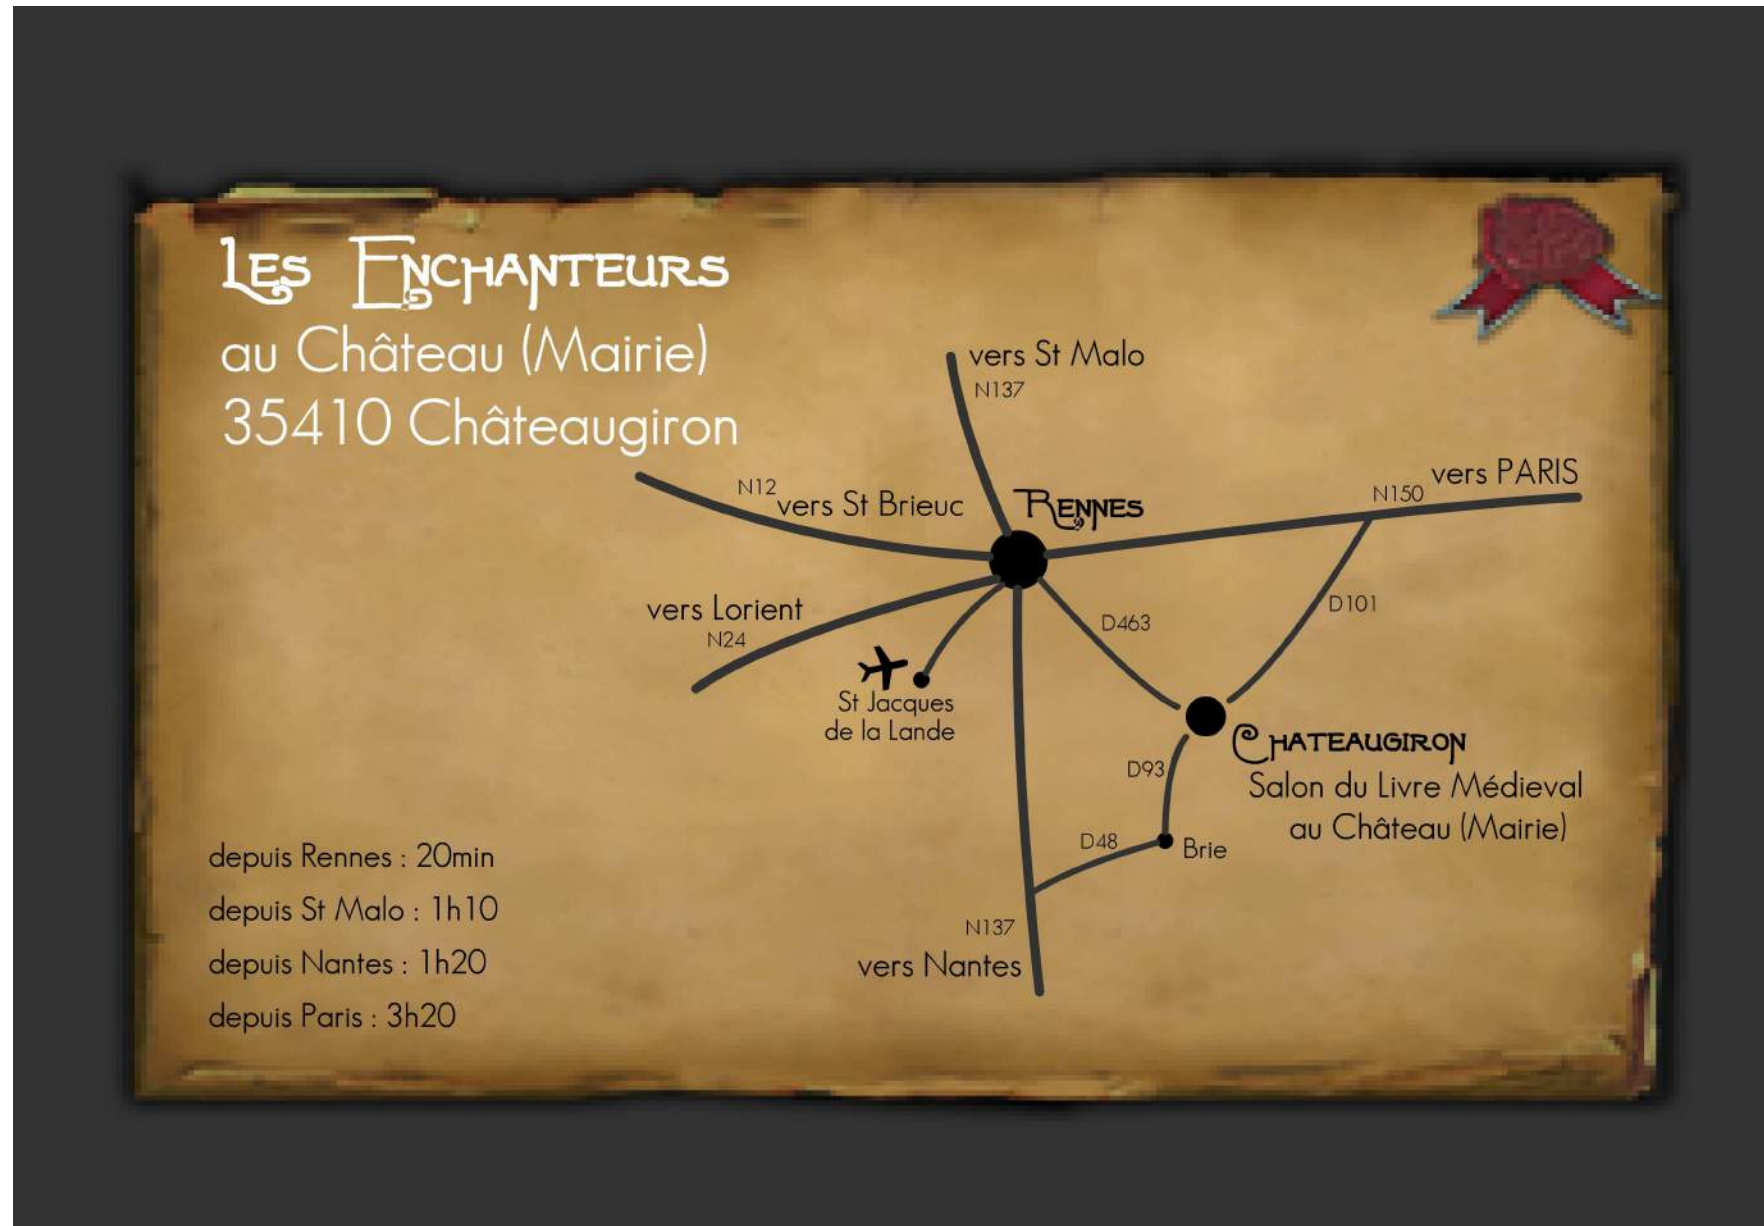 Les Enchanteurs
au Château (Mairie)
35410 Châteaugiron
vers St Malo
N137
vers PARIS
N150
N12
vers St Brieuc
Rennes
vers Lorient
N24
D463
D101
St Jacques
de la Lande
Chateaugiron
Salon du Livre Médieval
au Château (Mairie)
D93
D48
Brie
N137
vers Nantes
depuis Rennes : 20min
depuis St Malo : 1h10
depuis Nantes : 1h20
depuis Paris : 3h20